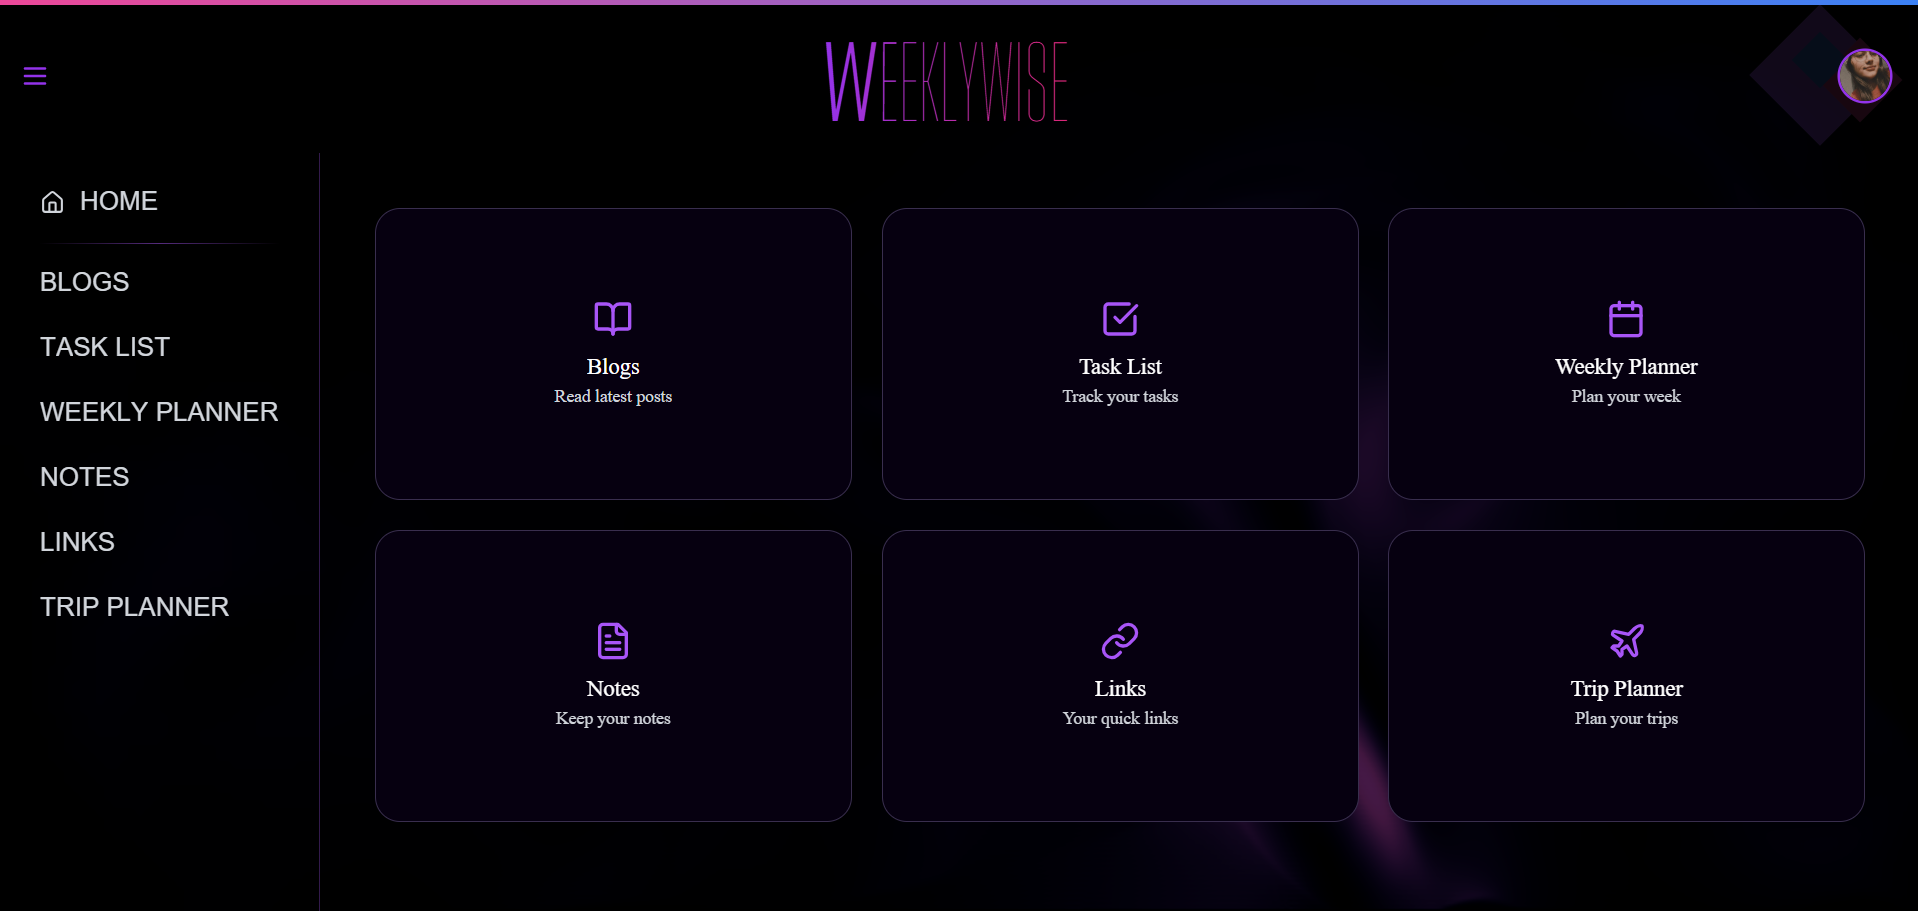 WEEKLYWISE
HOME
BLOGS
TASK LIST
WEEKLY PLANNER
NOTES
LINKS
TRIP PLANNER
Blogs
Read latest posts
Task List
Track your tasks
Weekly Planner
Plan your week
Notes
Keep your notes
Links
Your quick links
Trip Planner
Plan your trips